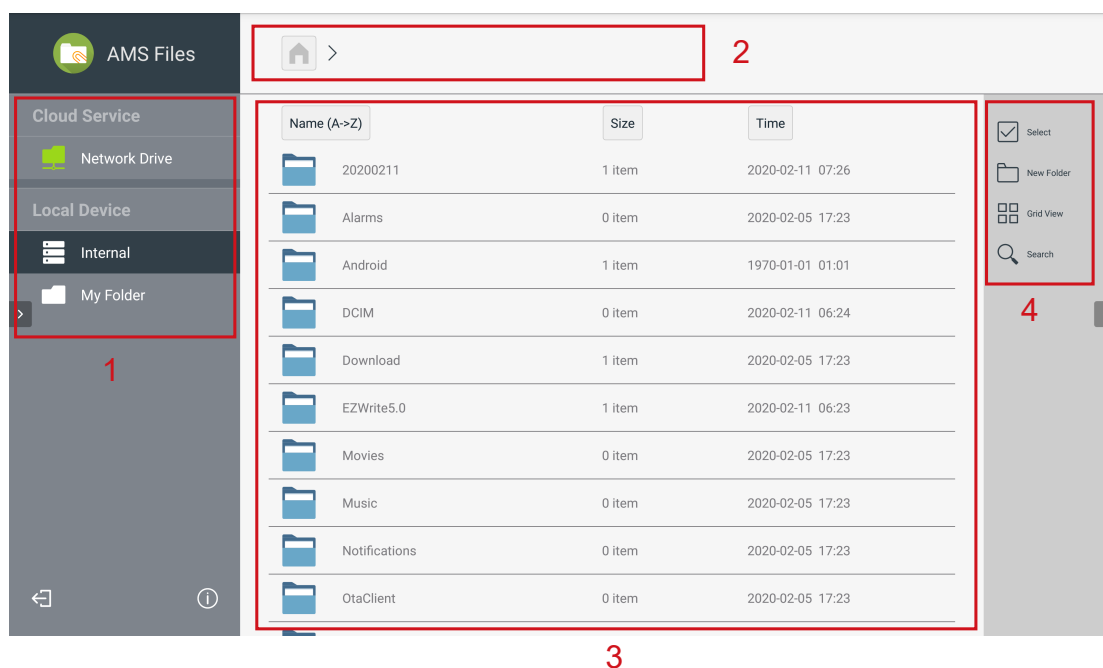 AMS Files
2
Cloud Service
Network Drive
Local Device
Internal
My Folder
1
Name (A->Z) Size Time
20200211 1 item 2020-02-11 07:26
Alarms 0 item 2020-02-05 17:23
Android 1 item 1970-01-01 01:01
DCIM 0 item 2020-02-11 06:24
Download 1 item 2020-02-05 17:23
EZWrite5.0 1 item 2020-02-11 06:23
Movies 0 item 2020-02-05 17:23
Music 0 item 2020-02-05 17:23
Notifications 0 item 2020-02-05 17:23
OtaClient 0 item 2020-02-05 17:23
3
Select
New Folder
Grid View
Search
4